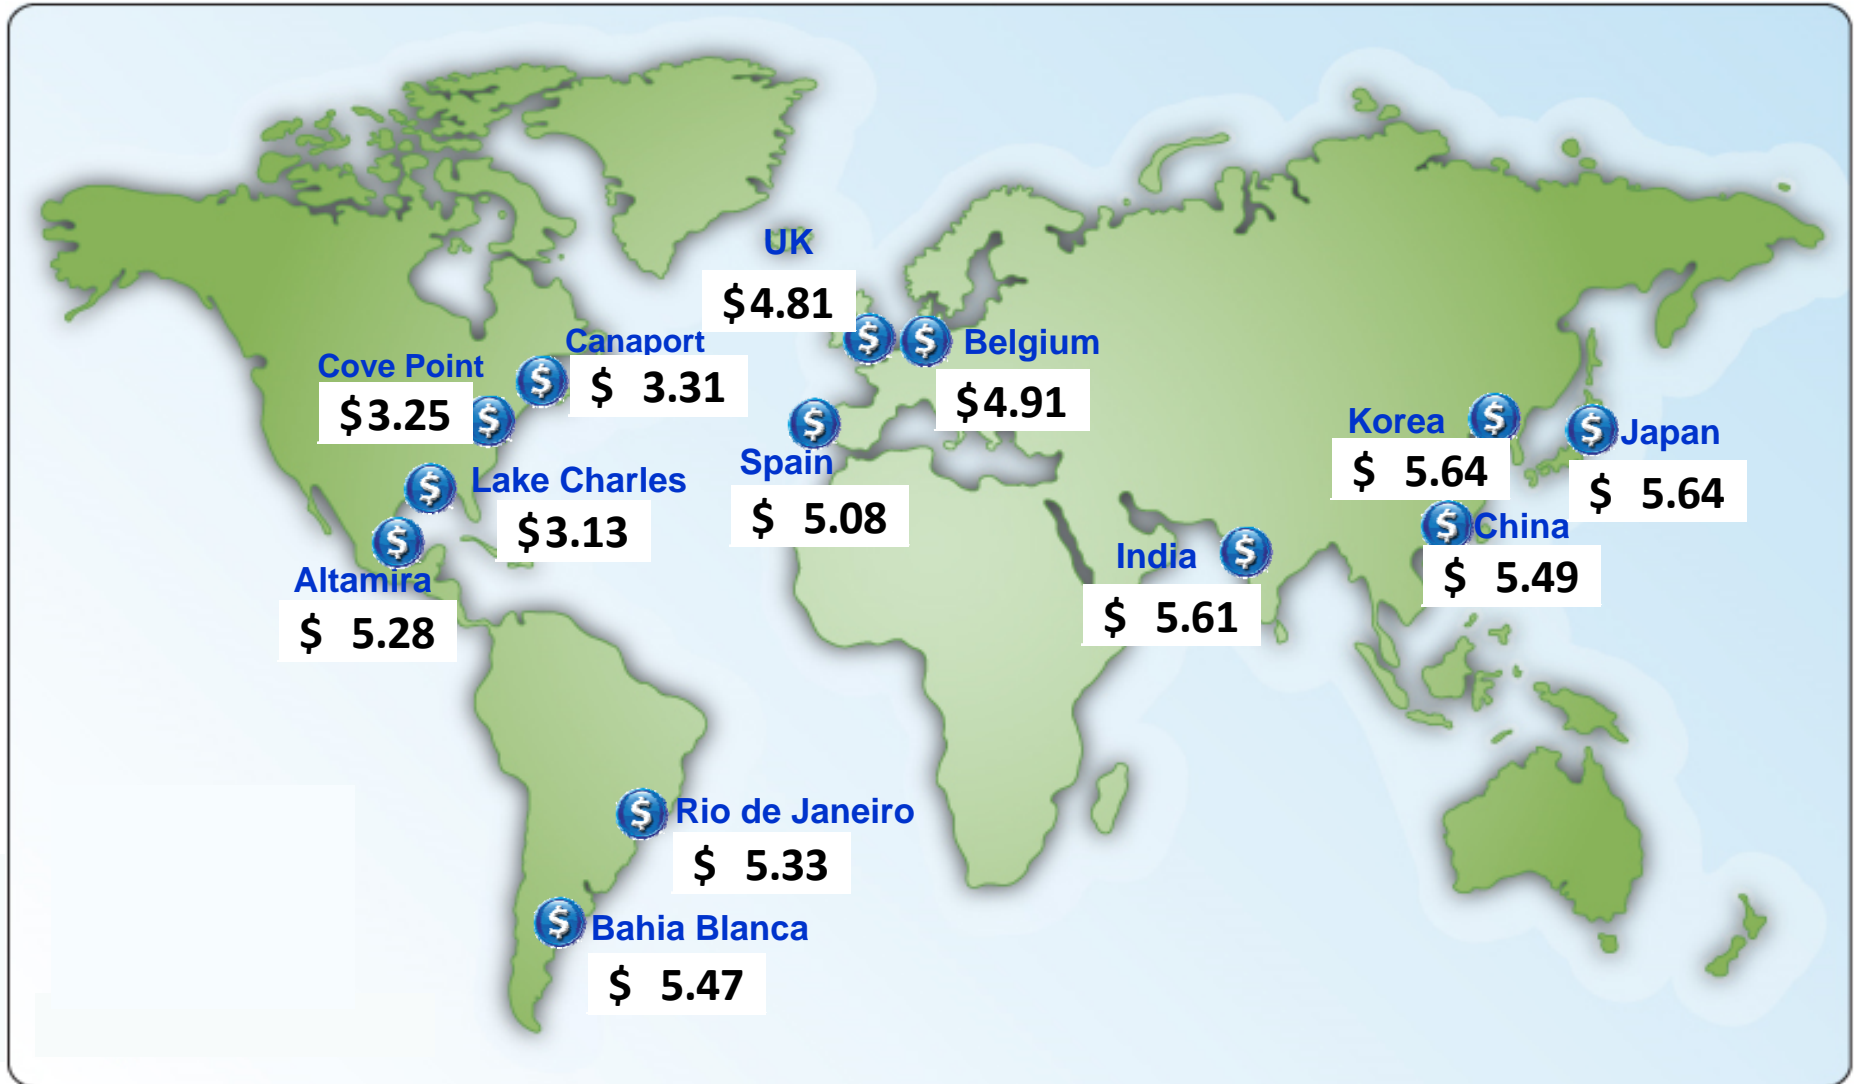 UK
$4.81
Canaport
$ 3.31
Cove Point
$3.25
Belgium
$4.91
Lake Charles
$3.13
Spain
$ 5.08
Korea
$ 5.64
Japan
$ 5.64
China
$ 5.49
India
$ 5.61
Altamira
$ 5.28
Rio de Janeiro
$ 5.33
Bahia Blanca
$ 5.47